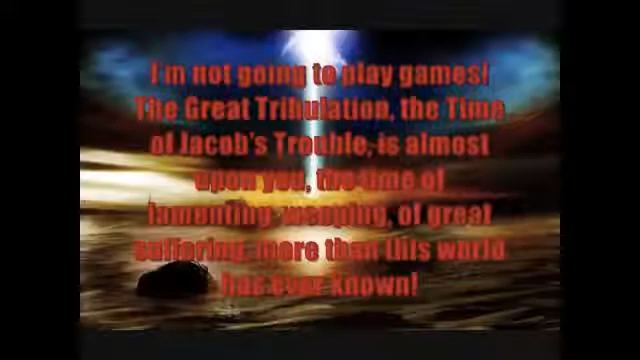 I'm not going to play games!
The Great Tribulation, the Time
of Jacob's Trouble, is almost
upon you, the time of
lamenting, weeping, of great
suffering, more than this world
has ever known!